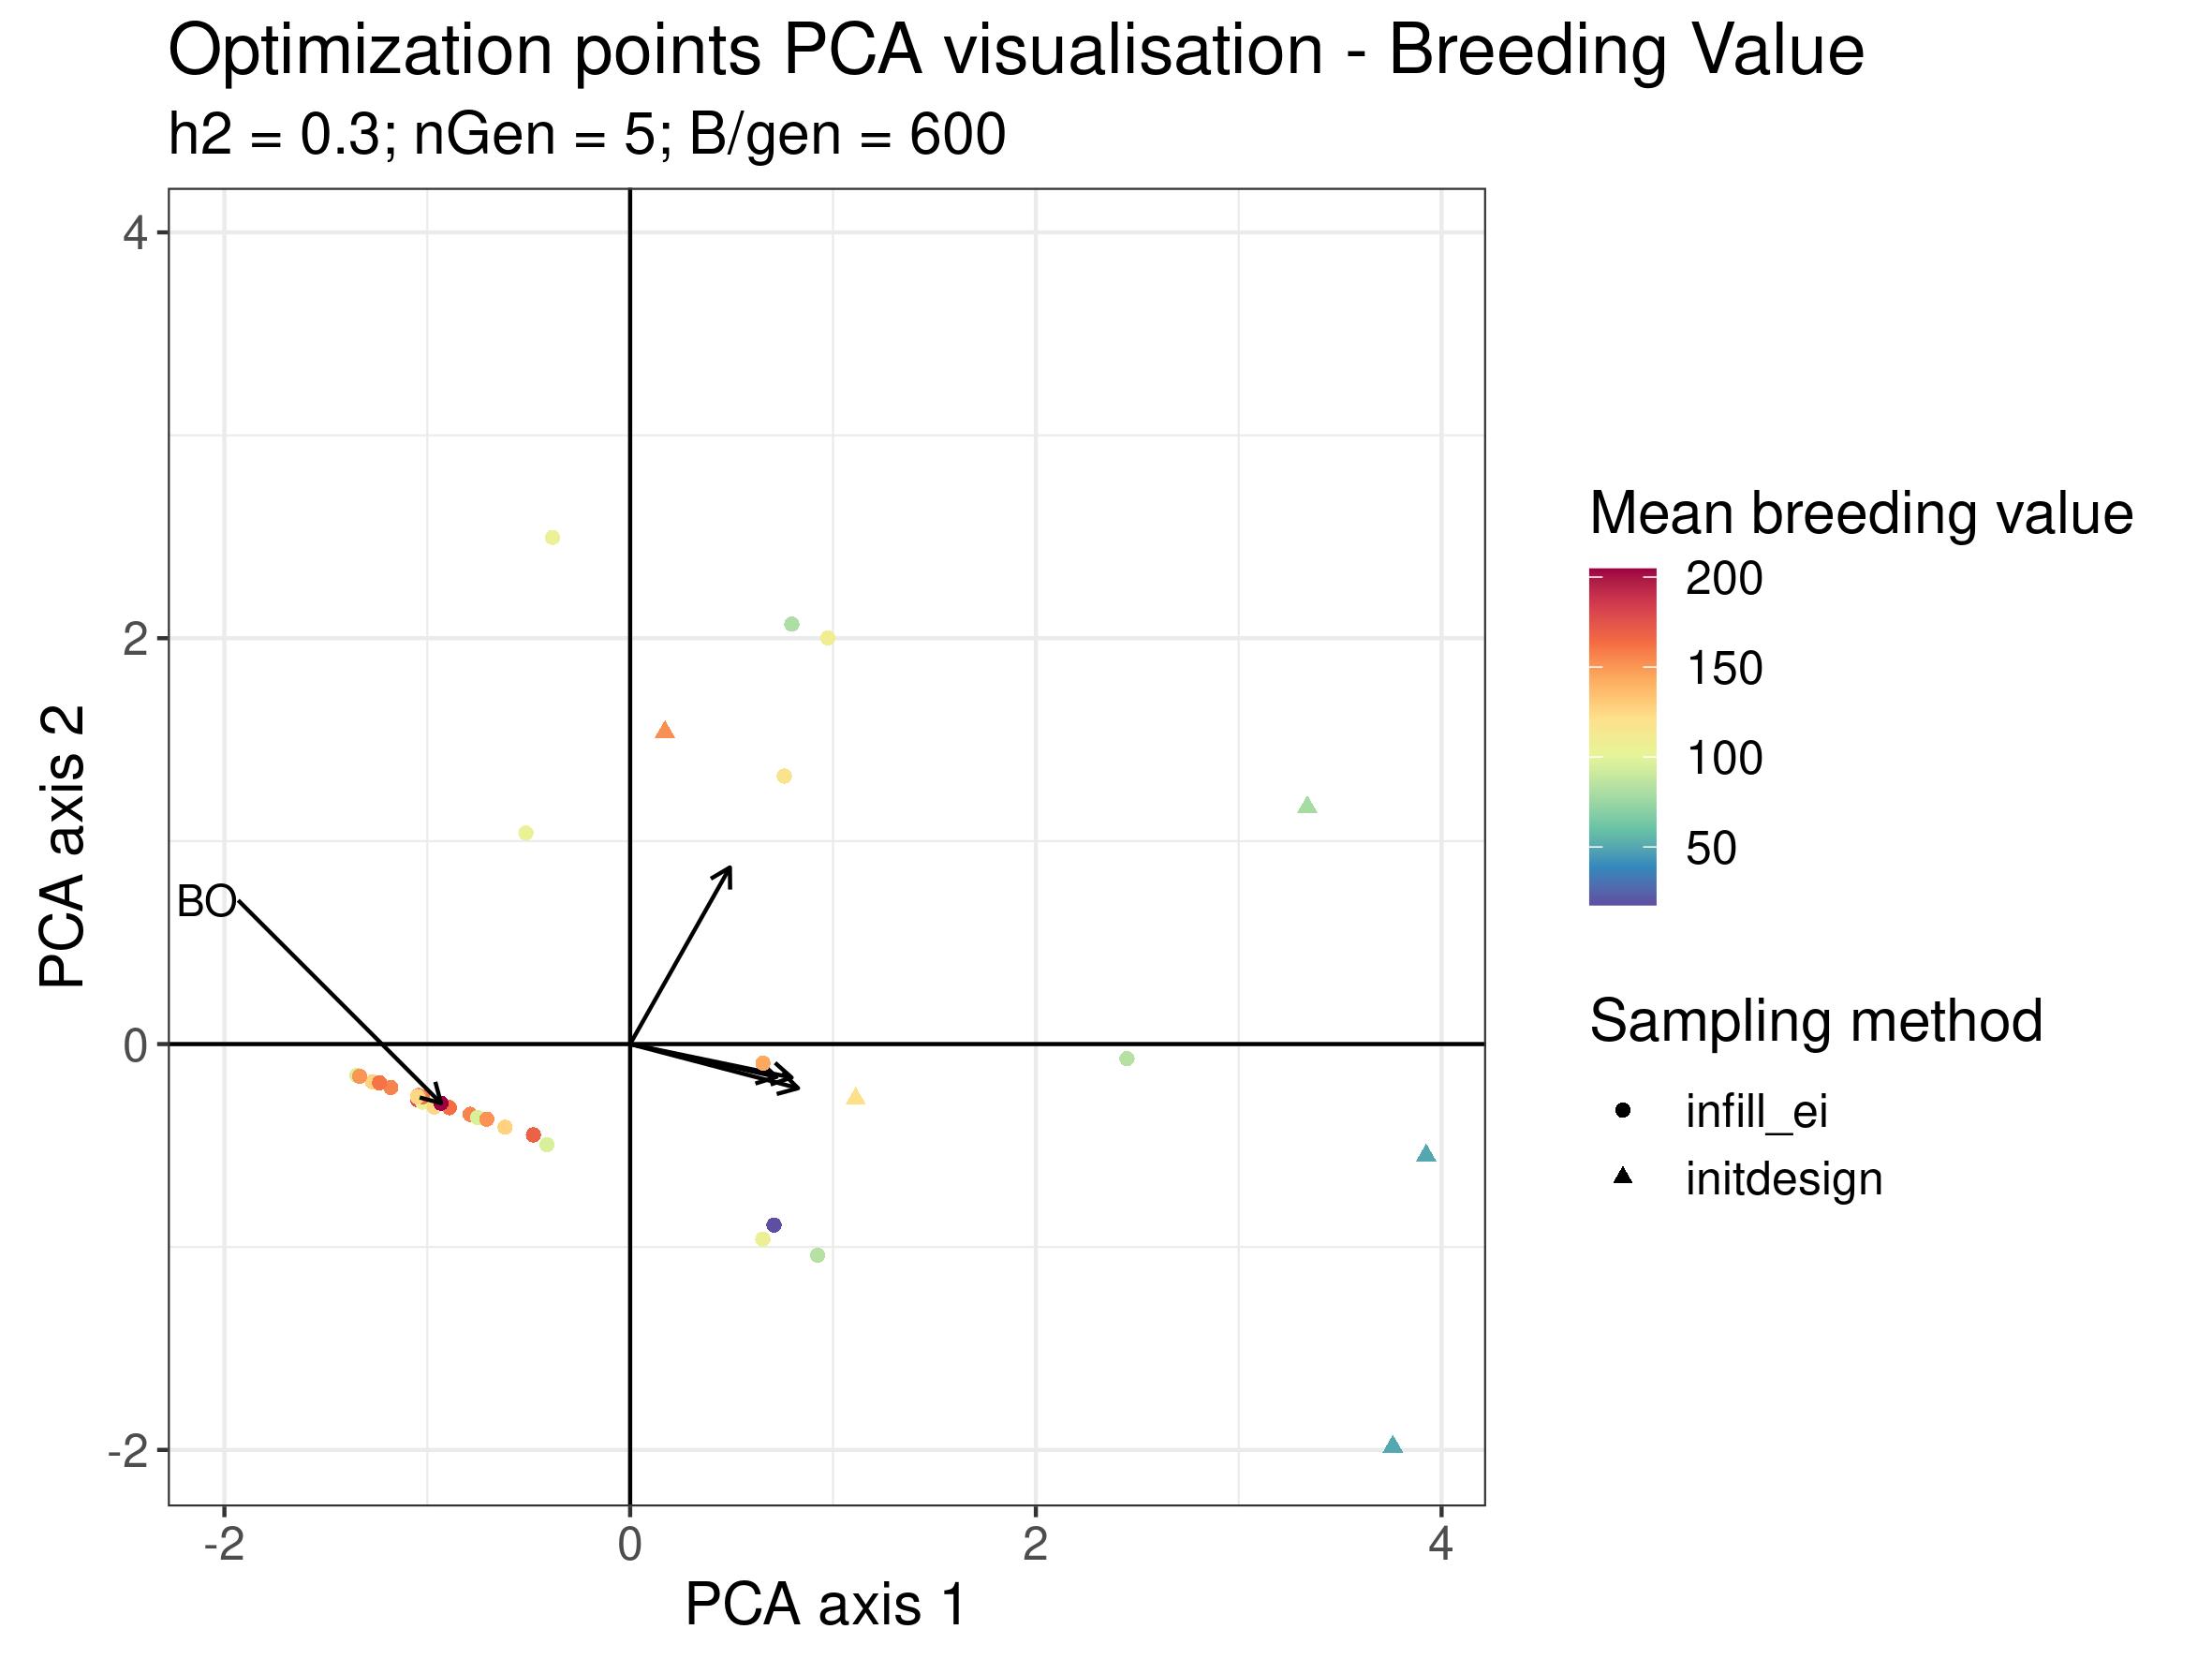 Optimization points PCA visualisation - Breeding Value
h2 = 0.3; nGen = 5; B/gen = 600
4
2
0
-2
PCA axis 2
BO
-2
0
2
4
PCA axis 1
Mean breeding value
200
150
100
50
Sampling method
infill_ei
initdesign